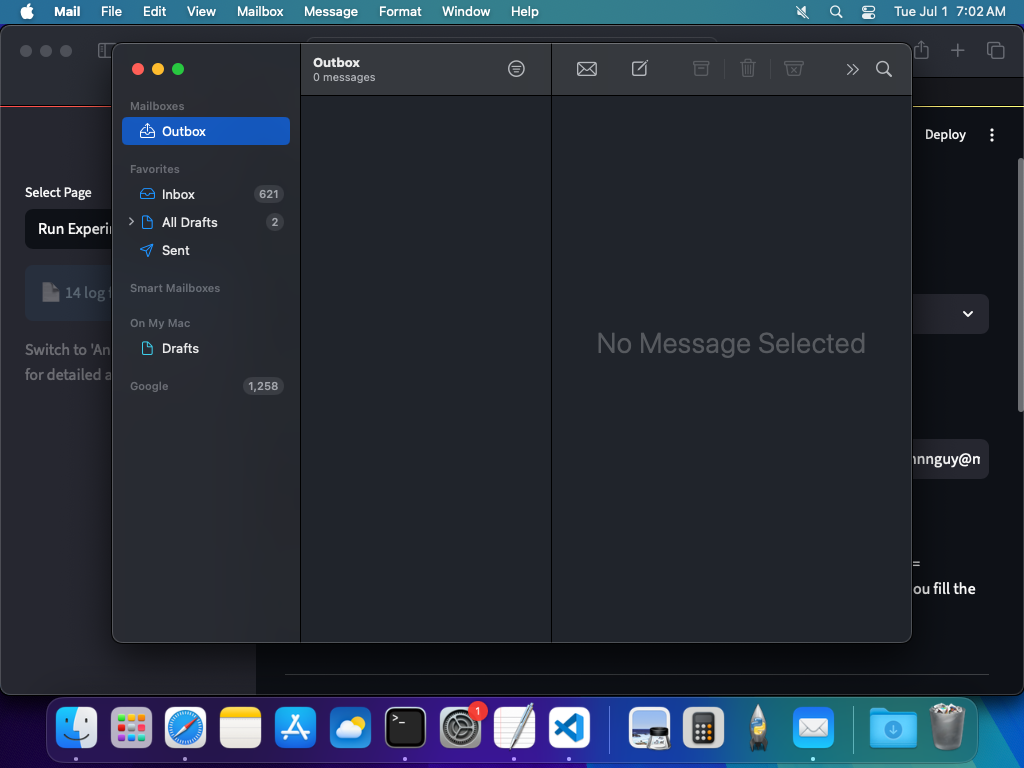 Mail File Edit View Mailbox Message Format Window Help Tue Jul 1 7:02 AM
Outbox
0 messages
Mailboxes
Outbox
Favorites
Inbox 621
All Drafts 2
Sent
Smart Mailboxes
On My Mac
Drafts
Google 1,258
No Message Selected
Deploy
Select Page
Run Experi
14 log
Switch to 'An
for detailed a
nnguy@n
=
ou fill the
>_
1